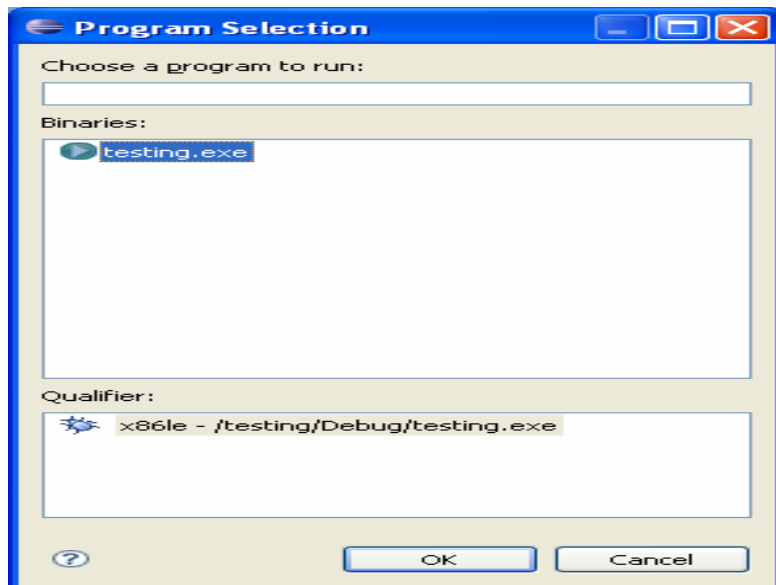 Program Selection
Choose a program to run:
Binaries:
testing.exe
Qualifier:
x86le - /testing/Debug/testing.exe
?
OK
Cancel